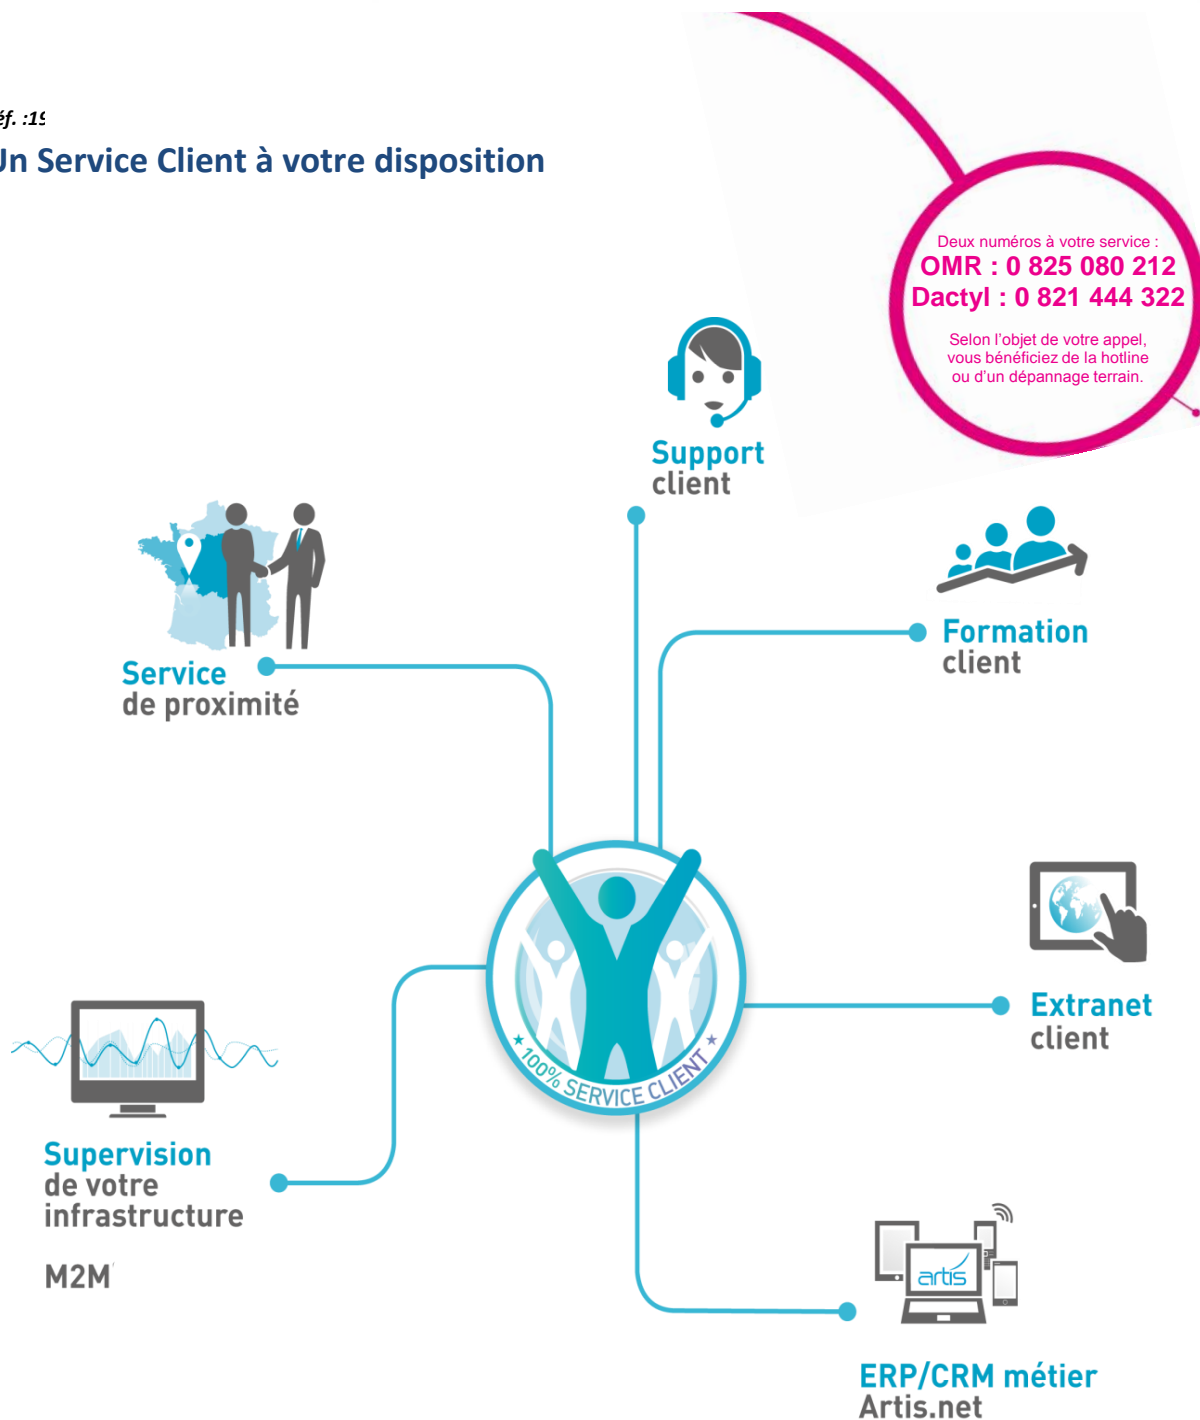 éf. :19
Un Service Client à votre disposition
Deux numéros à votre service :
OMR : 0 825 080 212
Dactyl : 0 821 444 322
Selon l’objet de votre appel,
vous bénéficiez de la hotline
ou d’un dépannage terrain.
Support
client
Formation
client
Service
de proximité
Extranet
client
★ 100% SERVICE CLIENT ★
Supervision
de votre
infrastructure
M2M
artis
ERP/CRM métier
Artis.net